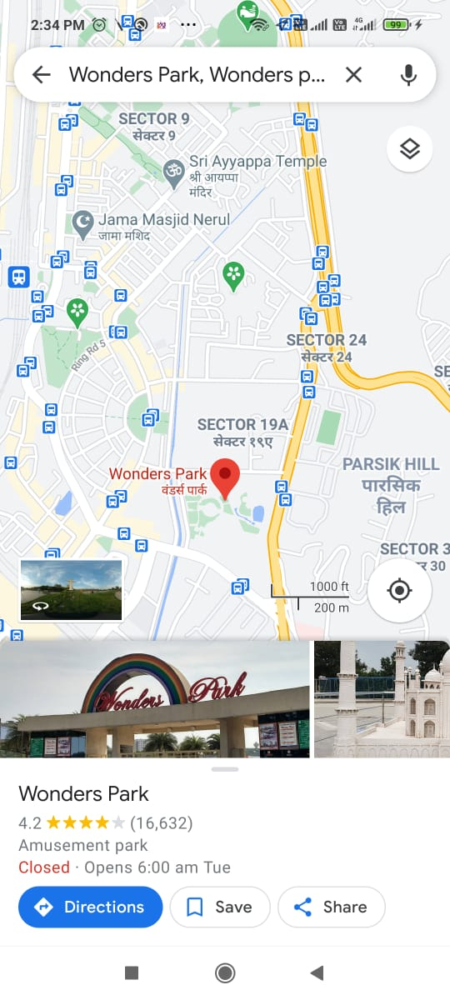 2:34 PM
4G
Vo
LTE
99
Wonders Park, Wonders p...
SECTOR 9
सेक्टर 9
Sri Ayyappa Temple
श्री आयप्पा
मंदिर
Jama Masjid Nerul
जामा मशिद
Ring Rd 5
SECTOR 24
सेक्टर 24
SE
SECTOR 19A
सेक्टर १९ए
PARSIK HILL
पारसिक
हिल
Wonders Park
वंडर्स पार्क
SECTOR 3
र 30
1000 ft
200 m
Wonders Park
Wonders Park
4.2 (16,632)
Amusement park
Closed · Opens 6:00 am Tue
Directions
Save
Share